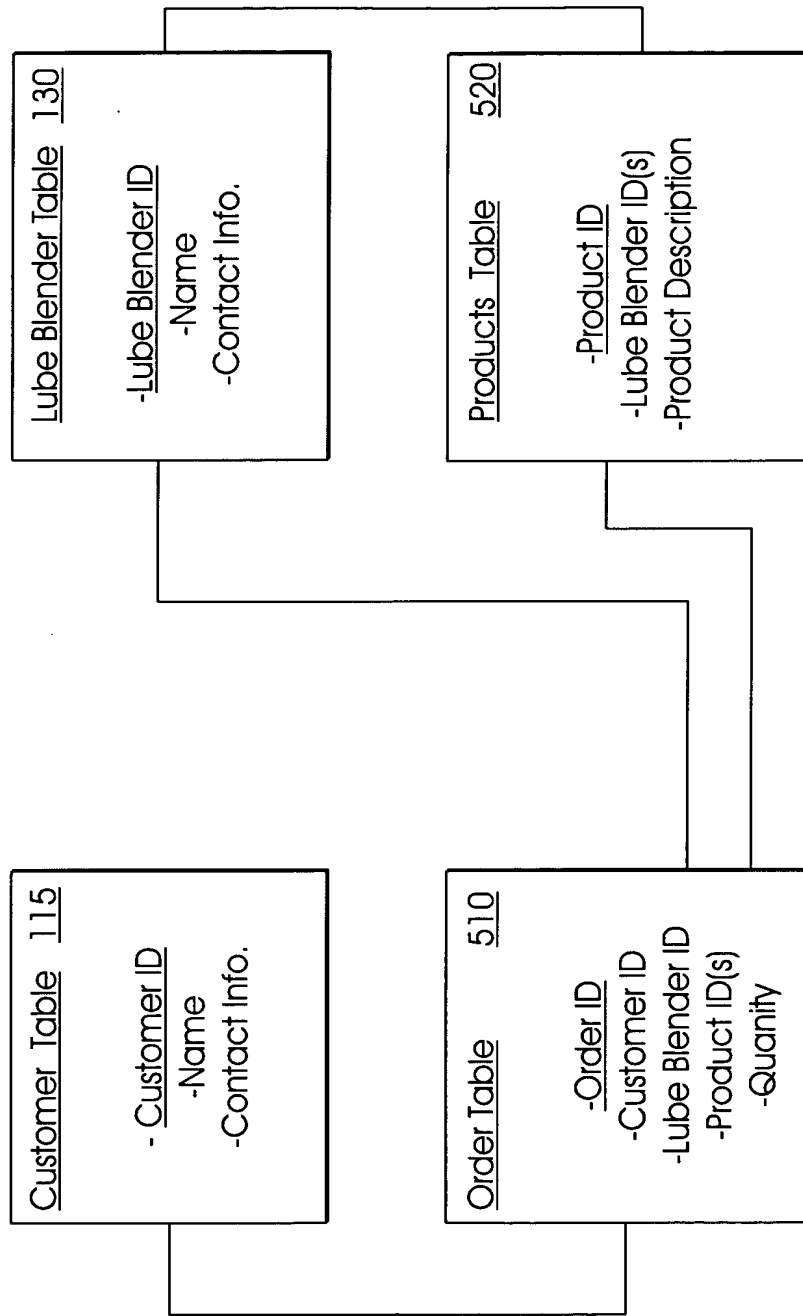 Customer Table 115
- Customer ID
-Name
-Contact Info.
Lube Blender Table 130
-Lube Blender ID
-Name
-Contact Info.
Order Table 510
-Order ID
-Customer ID
-Lube Blender ID
-Product ID(s)
-Quanity
Products Table 520
-Product ID
-Lube Blender ID(s)
-Product Description